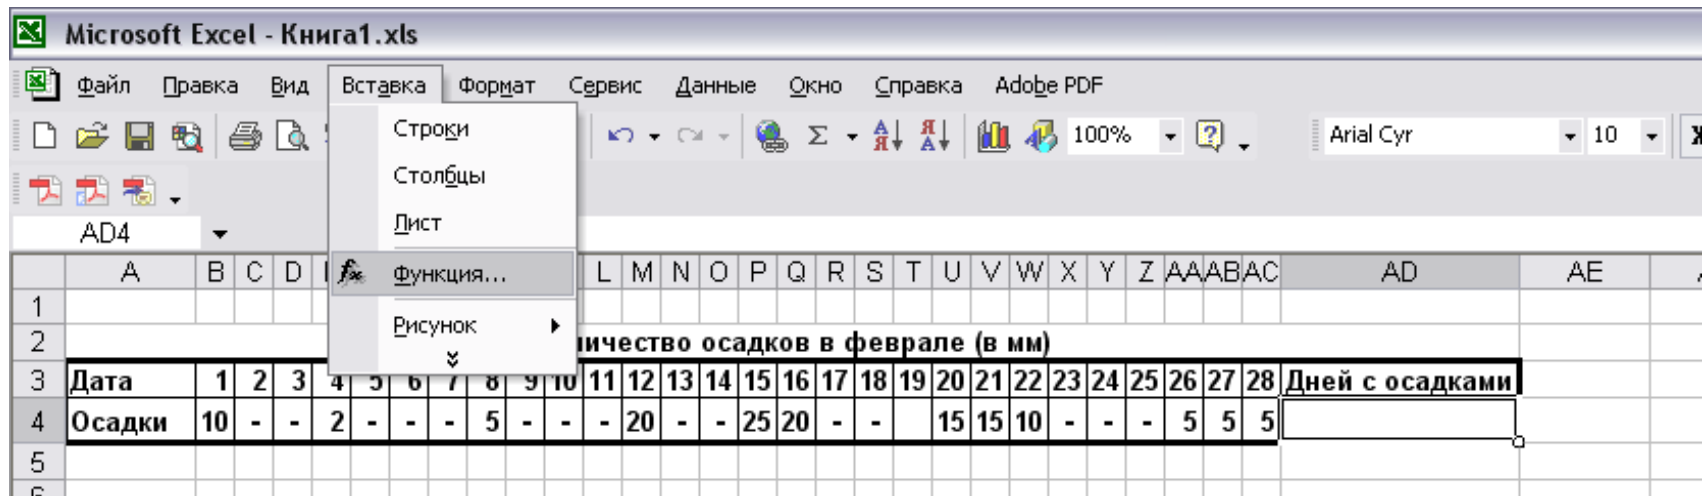 Microsoft Excel - Книга1.xls
Файл Правка Вид Вставка Формат Сервис Данные Окно Справка Adobe PDF
100% Arial Cyr 10 Ж
Строки
Столбцы
Лист
Функция...
Рисунок
AD4
A B C D L M N O P Q R S T U V W X Y Z AA AB AC AD AE
1
2 ичество осадков в феврале (в мм)
3 Дата 1 2 3 4 5 6 7 8 9 10 11 12 13 14 15 16 17 18 19 20 21 22 23 24 25 26 27 28 Дней с осадками
4 Осадки 10 - - 2 - - - 5 - - - 20 - - 25 20 - - 15 15 10 - - - 5 5 5
5
6